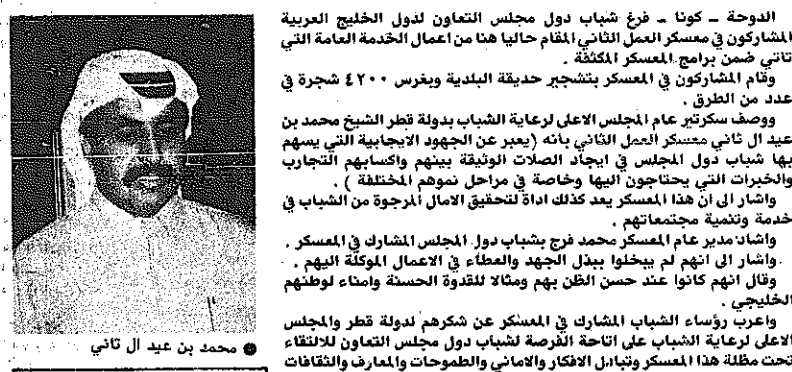 الدوحة ـ كونا ـ فرغ شباب دول مجلس التعاون لدول الخليج العربية
المشاركون في معسكر العمل الثاني المقام حاليا هنا من اعمال الخدمة العامة التي
تاتي ضمن برامج المعسكر المكثفة .
وقام المشاركون في المعسكر بتشجير حديقة البلدية وبغرس ٤٢٠٠ شجرة في
عدد من الطرق .
ووصف سكرتير عام المجلس الاعلى لرعاية الشباب بدولة قطر الشيخ محمد بن
عيد ال ثاني معسكر العمل الثاني بأنه (يعبر عن الجهود الايجابية التي يسهم
بها شباب دول المجلس في ايجاد الصلات الوثيقة بينهم واكسابهم التجارب
والخبرات التي يحتاجون اليها وخاصة في مراحل نموهم المختلفة ) .
واشار الى ان هذا المعسكر يعد كذلك اداة لتحقيق الامال المرجوة من الشباب في
خدمة وتنمية مجتمعاتهم .
واشاد مدير عام المعسكر محمد فرج بشباب دول المجلس المشارك في المعسكر .
واشار الى انهم لم يبخلوا ببذل الجهد والعطاء في الاعمال الموكلة اليهم .
وقال انهم كانوا عند حسن الظن بهم ومثالا للقدوة الحسنة وامناء لوطنهم
الخليجي .
واعرب رؤساء الشباب المشارك في المعسكر عن شكرهم لدولة قطر والمجلس
الاعلى لرعاية الشباب على اتاحة الفرصة لشباب دول مجلس التعاون للالتقاء
تحت مظلة هذا المعسكر وتبادل الافكار والاماني والطموحات والمعارف والثقافات
● محمد بن عيد ال ثاني